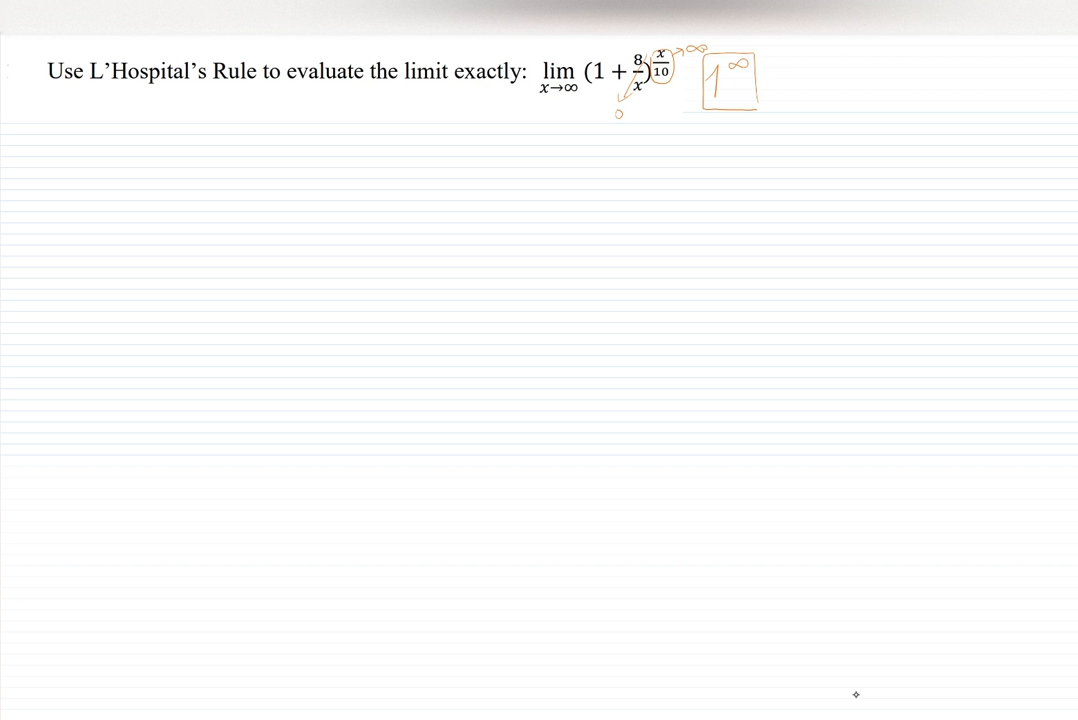 Use L’Hospital’s Rule to evaluate the limit exactly: lim x→∞ (1 + 8/x)^(x/10) → ∞ 1^∞
0